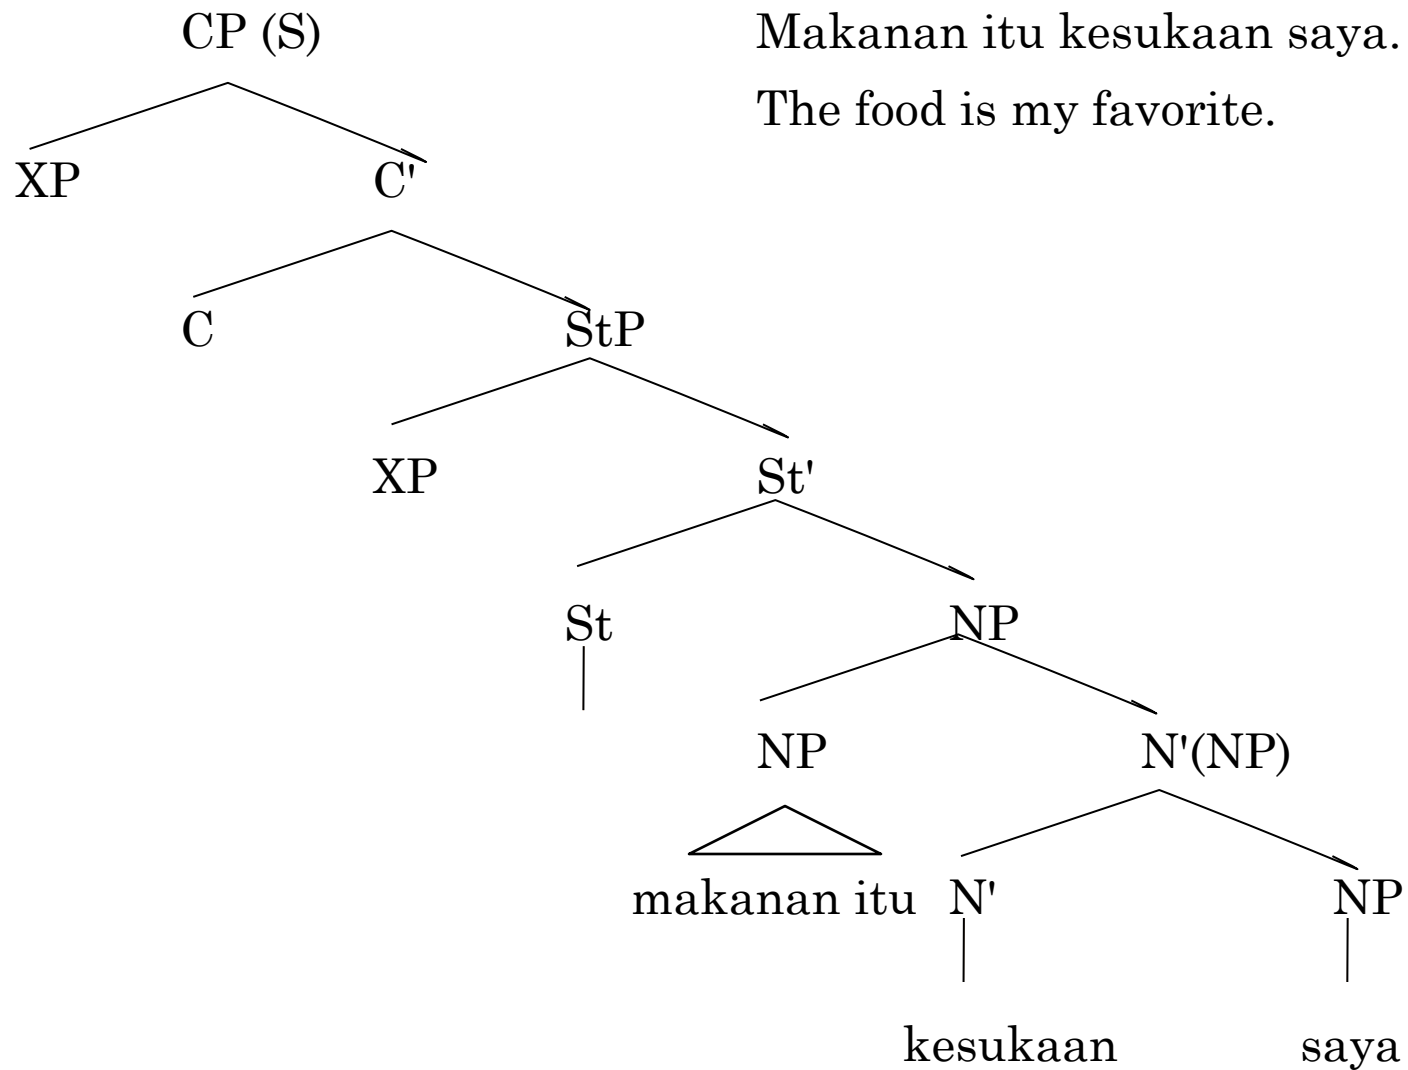 CP (S)
Makanan itu kesukaan saya.
The food is my favorite.
XP
C'
C
StP
XP
St'
St
NP
NP
N'(NP)
makanan itu
N'
NP
kesukaan
saya